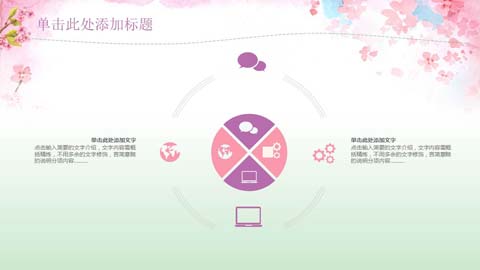 单击此处添加标题
单击此处添加文字
点击输入简要的文字介绍，文字内容需概
括精炼，不用多余的文字修饰，言简意赅
的说明分项内容……
单击此处添加文字
点击输入简要的文字介绍，文字内容需概
括精炼，不用多余的文字修饰，言简意赅
的说明分项内容……